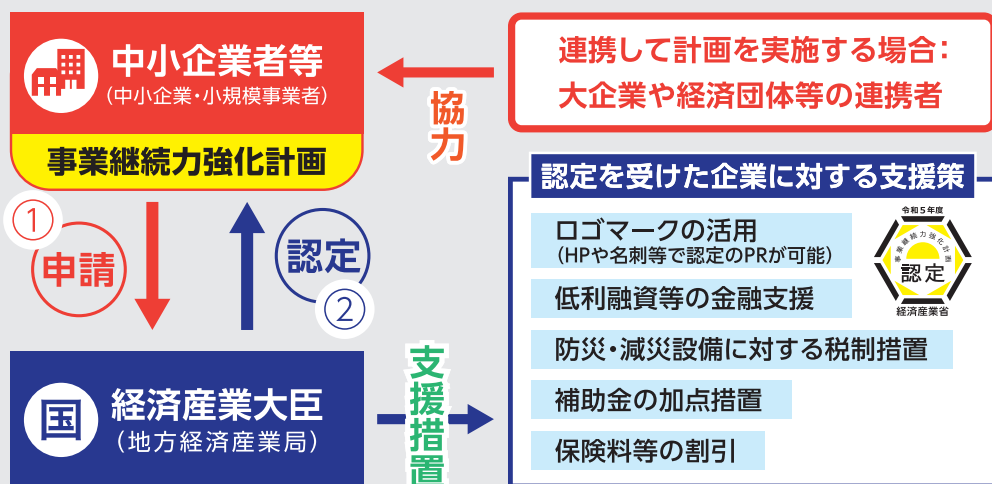 中小企業者等
(中小企業・小規模事業者)
事業継続力強化計画
協力
連携して計画を実施する場合:
大企業や経済団体等の連携者
①
申請
認定
②
国
経済産業大臣
(地方経済産業局)
支援措置
認定を受けた企業に対する支援策
ロゴマークの活用
(HPや名刺等で認定のPRが可能)
低利融資等の金融支援
防災・減災設備に対する税制措置
補助金の加点措置
保険料等の割引
令和5年度
事業継続力強化計画
認定
経済産業省